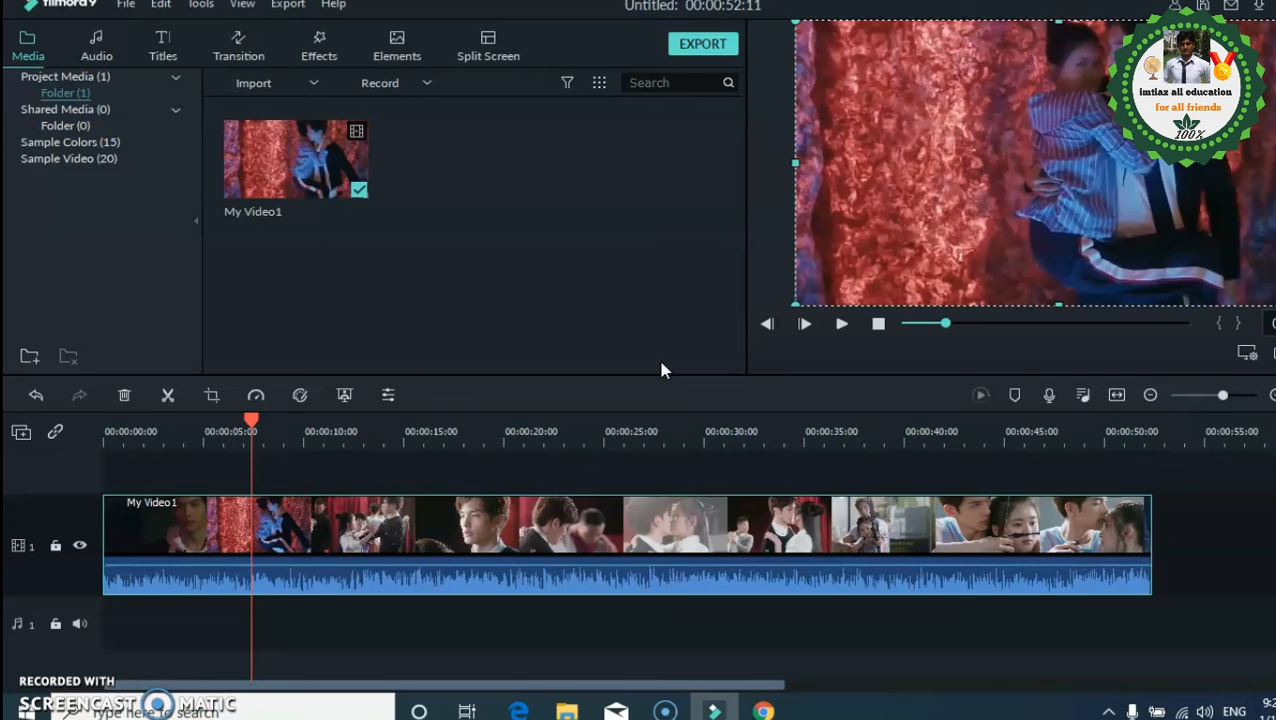 filmora9 File Edit Tools View Export Help Untitled: 00:00:52:11
Media Audio Titles Transition Effects Elements Split Screen EXPORT
Project Media (1)
Folder (1)
Shared Media (0)
Folder (0)
Sample Colors (15)
Sample Video (20)
Import Record Search
My Video1
imtiaz all education
for all friends
100%
00:00:00:00 00:00:05:00 00:00:10:00 00:00:15:00 00:00:20:00 00:00:25:00 00:00:30:00 00:00:35:00 00:00:40:00 00:00:45:00 00:00:50:00 00:00:55:00
My Video1
1
1
RECORDED WITH
SCREENCAST MATIC
Type here to search
ENG